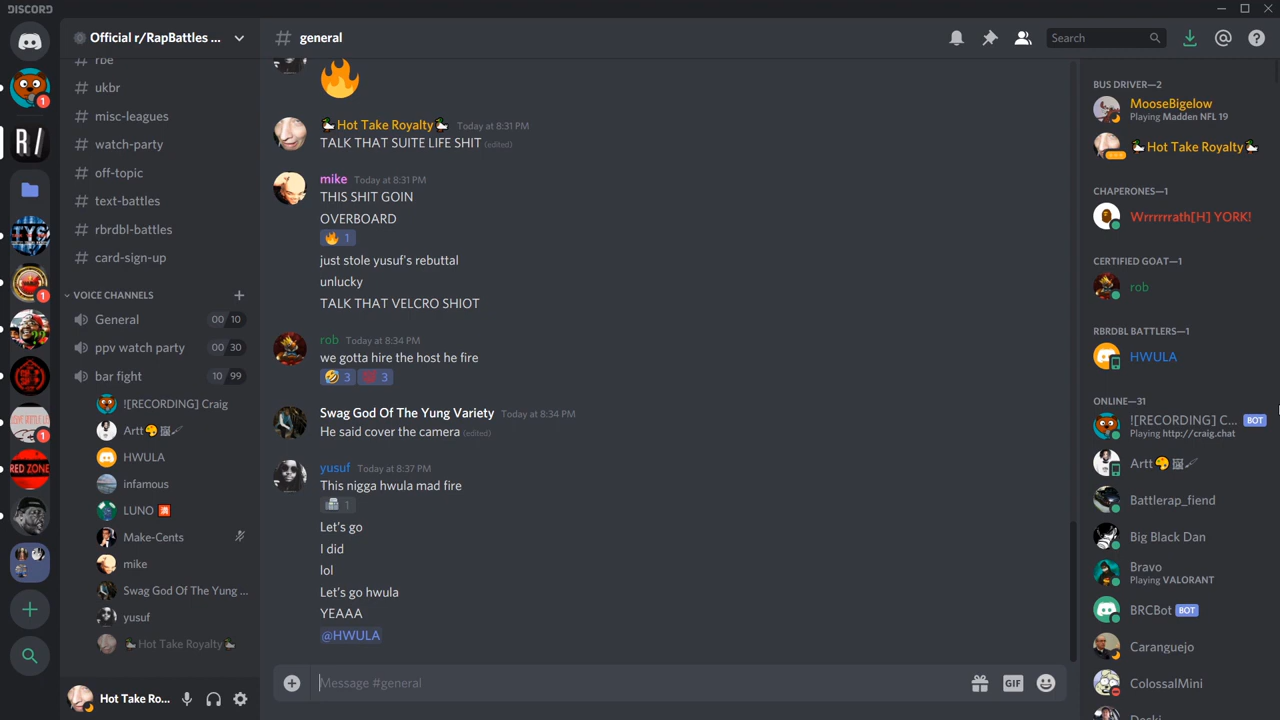 DISCORD
Official r/RapBattles ...
rbe
ukbr
misc-leagues
watch-party
off-topic
text-battles
rbrdbl-battles
card-sign-up
VOICE CHANNELS
General 00 10
ppv watch party 00 30
bar fight 10 99
![RECORDING] Craig
Artt
HWULA
infamous
LUNO
Make-Cents
mike
Swag God Of The Yung ...
yusuf
Hot Take Royalty
Hot Take Ro...
R/
1
1
1
RED ZONE
# general
Search
Hot Take Royalty Today at 8:31 PM
TALK THAT SUITE LIFE SHIT (edited)
mike Today at 8:31 PM
THIS SHIT GOIN
OVERBOARD
1
just stole yusuf's rebuttal
unlucky
TALK THAT VELCRO SHIOT
rob Today at 8:34 PM
we gotta hire the host he fire
3 3
Swag God Of The Yung Variety Today at 8:34 PM
He said cover the camera (edited)
yusuf Today at 8:37 PM
This nigga hwula mad fire
1
Let's go
I did
lol
Let's go hwula
YEAAA
@HWULA
Message #general
GIF
BUS DRIVER—2
MooseBigelow
Playing Madden NFL 19
Hot Take Royalty
CHAPERONES—1
Wrrrrrrath[H] YORK!
CERTIFIED GOAT—1
rob
RBRDBL BATTLERS—1
HWULA
ONLINE—31
![RECORDING] C... BOT
Playing http://craig.chat
Artt
Battlerap_fiend
Big Black Dan
Bravo
Playing VALORANT
BRCBot BOT
Caranguejo
ColossalMini